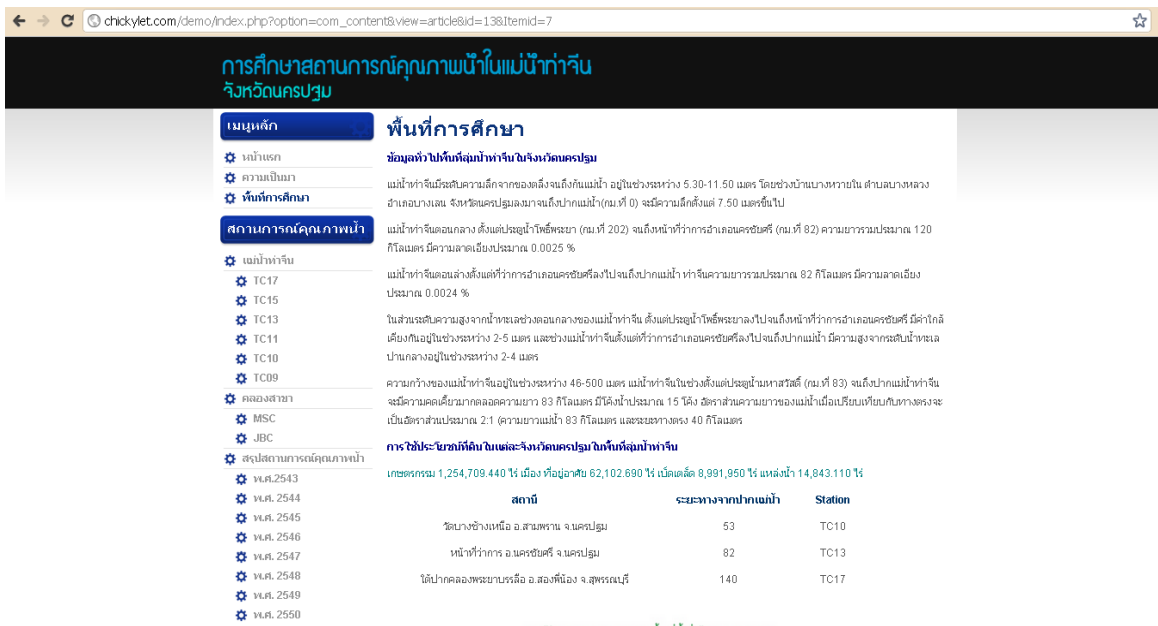 chickylet.com/demo/index.php?option=com_content&view=article&id=13&Itemid=7
การศึกษาสถานการณ์คุณภาพน้ำในแม่น้ำท่าจีน
จังหวัดนครปฐม
เมนูหลัก
หน้าแรก
ความเป็นมา
พื้นที่การศึกษา
สถานการณ์คุณภาพน้ำ
แม่น้ำท่าจีน
TC17
TC15
TC13
TC11
TC10
TC09
คลองสาขา
MSC
JBC
สรุปสถานการณ์คุณภาพน้ำ
พ.ศ.2543
พ.ศ. 2544
พ.ศ. 2545
พ.ศ. 2546
พ.ศ. 2547
พ.ศ. 2548
พ.ศ. 2549
พ.ศ. 2550
พื้นที่การศึกษา
ข้อมูลทั่วไปพื้นที่ลุ่มน้ำท่าจีนในจังหวัดนครปฐม
แม่น้ำท่าจีนมีระดับความลึกจากขอบตลิ่งจนถึงก้นแม่น้ำ อยู่ในช่วงระหว่าง 5.30-11.50 เมตร โดยช่วงบ้านบางหวายใน ตำบลบางหลวง
อำเภอบางเลน จังหวัดนครปฐมลงมาจนถึงปากแม่น้ำ(กม.ที่ 0) จะมีความลึกตั้งแต่ 7.50 เมตรขึ้นไป
แม่น้ำท่าจีนตอนกลาง ตั้งแต่ประตูน้ำโพธิ์พระยา (กม.ที่ 202) จนถึงหน้าที่ว่าการอำเภอนครชัยศรี (กม.ที่ 82) ความยาวรวมประมาณ 120
กิโลเมตร มีความลาดเอียงประมาณ 0.0025 %
แม่น้ำท่าจีนตอนล่างตั้งแต่ที่ว่าการอำเภอนครชัยศรีลงไปจนถึงปากแม่น้ำ ท่าจีนความยาวรวมประมาณ 82 กิโลเมตร มีความลาดเอียง
ประมาณ 0.0024 %
ในส่วนระดับความสูงจากน้ำทะเลช่วงตอนกลางของแม่น้ำท่าจีน ตั้งแต่ประตูน้ำโพธิ์พระยาลงไปจนถึงหน้าที่ว่าการอำเภอนครชัยศรี มีค่าใกล้
เคียงกันอยู่ในช่วงระหว่าง 2-5 เมตร และช่วงแม่น้ำท่าจีนตั้งแต่ที่ว่าการอำเภอนครชัยศรีลงไปจนถึงปากแม่น้ำ มีความสูงจากระดับน้ำทะเล
ปานกลางอยู่ในช่วงระหว่าง 2-4 เมตร
ความกว้างของแม่น้ำท่าจีนอยู่ในช่วงระหว่าง 46-500 เมตร แม่น้ำท่าจีนในช่วงตั้งแต่ประตูน้ำมหาสวัสดิ์ (กม.ที่ 83) จนถึงปากแม่น้ำท่าจีน
จะมีความคดเคี้ยวมากตลอดความยาว 83 กิโลเมตร มีโค้งน้ำประมาณ 15 โค้ง อัตราส่วนความยาวของแม่น้ำเมื่อเปรียบเทียบกับทางตรงจะ
เป็นอัตราส่วนประมาณ 2:1 (ความยาวแม่น้ำ 83 กิโลเมตร และระยะทางตรง 40 กิโลเมตร
การใช้ประโยชน์ที่ดินในแต่ละจังหวัดนครปฐมในพื้นที่ลุ่มน้ำท่าจีน
เกษตรกรรม 1,254,709.440 ไร่ เมือง ที่อยู่อาศัย 62,102.690 ไร่ เบ็ดเตล็ด 8,991,950 ไร่ แหล่งน้ำ 14,843.110 ไร่
สถานี ระยะทางจากปากแม่น้ำ Station
วัดบางช้างเหนือ อ.สามพราน จ.นครปฐม 53 TC10
หน้าที่ว่าการ อ.นครชัยศรี จ.นครปฐม 82 TC13
ใต้ปากคลองพระยาบรรลือ อ.สองพี่น้อง จ.สุพรรณบุรี 140 TC17